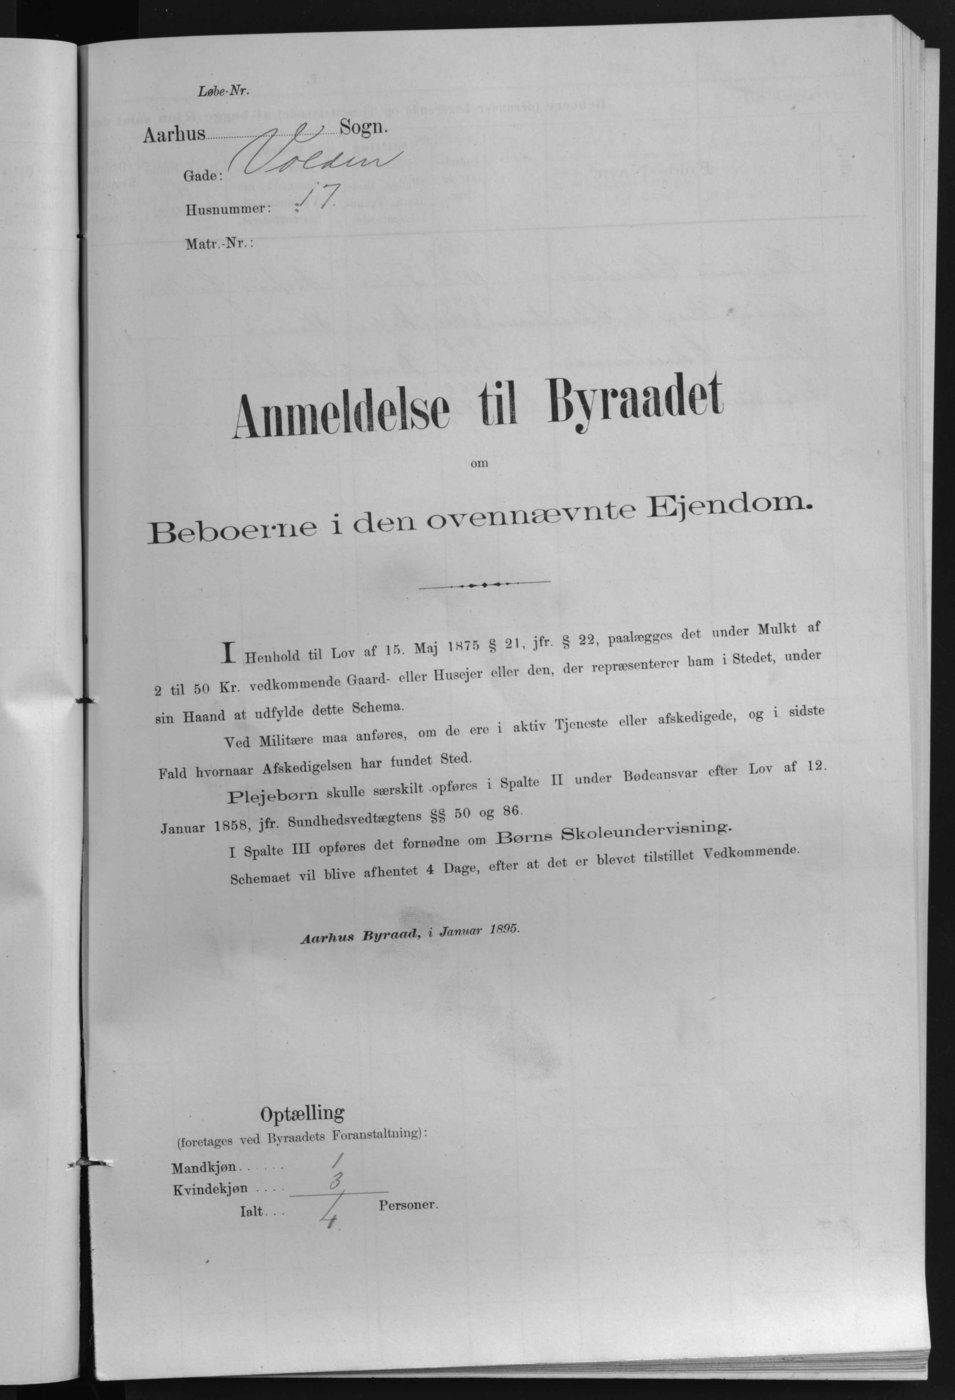 Løbe-Nr.
Aarhus Sogn.
Gade: Volden
Husnummer: 17.
Matr.-Nr.:
Anmeldelse til Byraadet
om
Beboerne i den ovennævnte Ejendom.
I Henhold til Lov af 15. Maj 1875 § 21, jfr. § 22, paalægges det under Mulkt af
2 til 50 Kr. vedkommende Gaard- eller Husejer eller den, der repræsenterer ham i Stedet, under
sin Haand at udfylde dette Schema.
Ved Militære maa anføres, om de ere i aktiv Tjeneste eller afskedigede, og i sidste
Fald hvornaar Afskedigelsen har fundet Sted.
Plejebørn skulle særskilt opføres i Spalte II under Bødeansvar efter Lov af 12.
Januar 1858, jfr. Sundhedsvedtægtens §§ 50 og 86.
I Spalte III opføres det fornødne om Børns Skoleundervisning.
Schemaet vil blive afhentet 4 Dage, efter at det er blevet tilstillet Vedkommende.
Aarhus Byraad, i Januar 1895.
Optælling
(foretages ved Byraadets Foranstaltning):
Mandkjøn..... 1
Kvindekjøn .... 3
Ialt... 4 Personer.